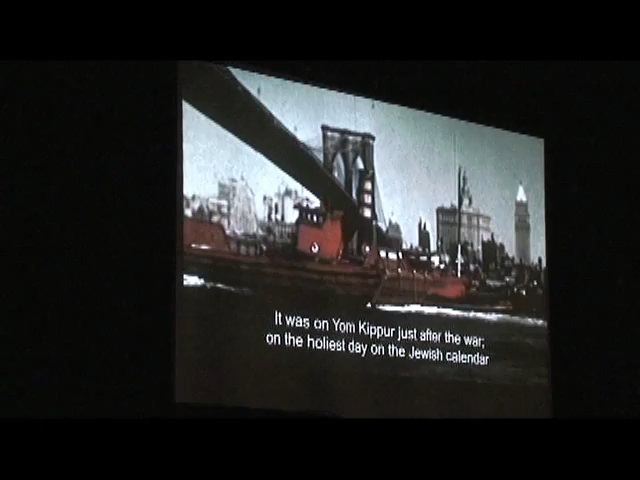 It was on Yom Kippur just after the war;
on the holiest day on the Jewish calendar